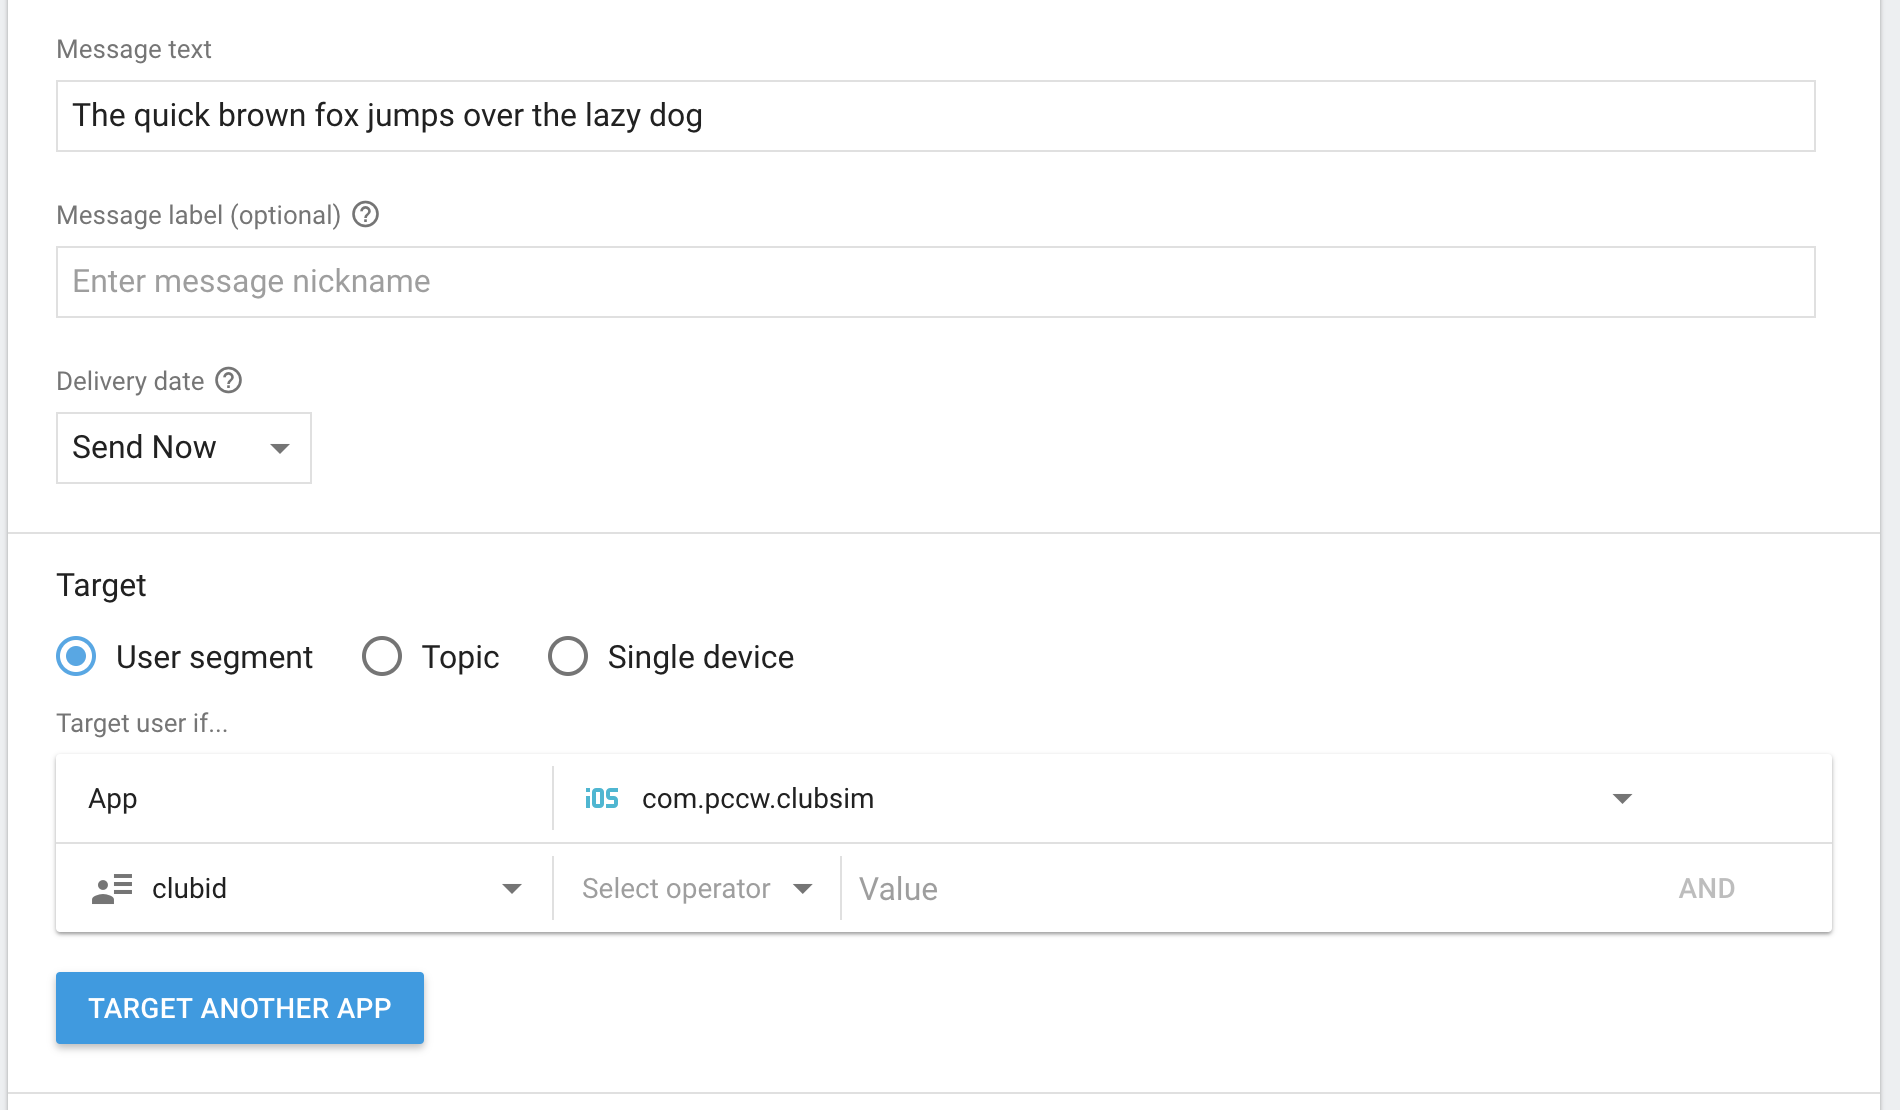 Message text
The quick brown fox jumps over the lazy dog
Message label (optional) ?
Enter message nickname
Delivery date ?
Send Now
Target
User segment Topic Single device
Target user if...
App iOS com.pccw.clubsim
clubid Select operator Value AND
TARGET ANOTHER APP